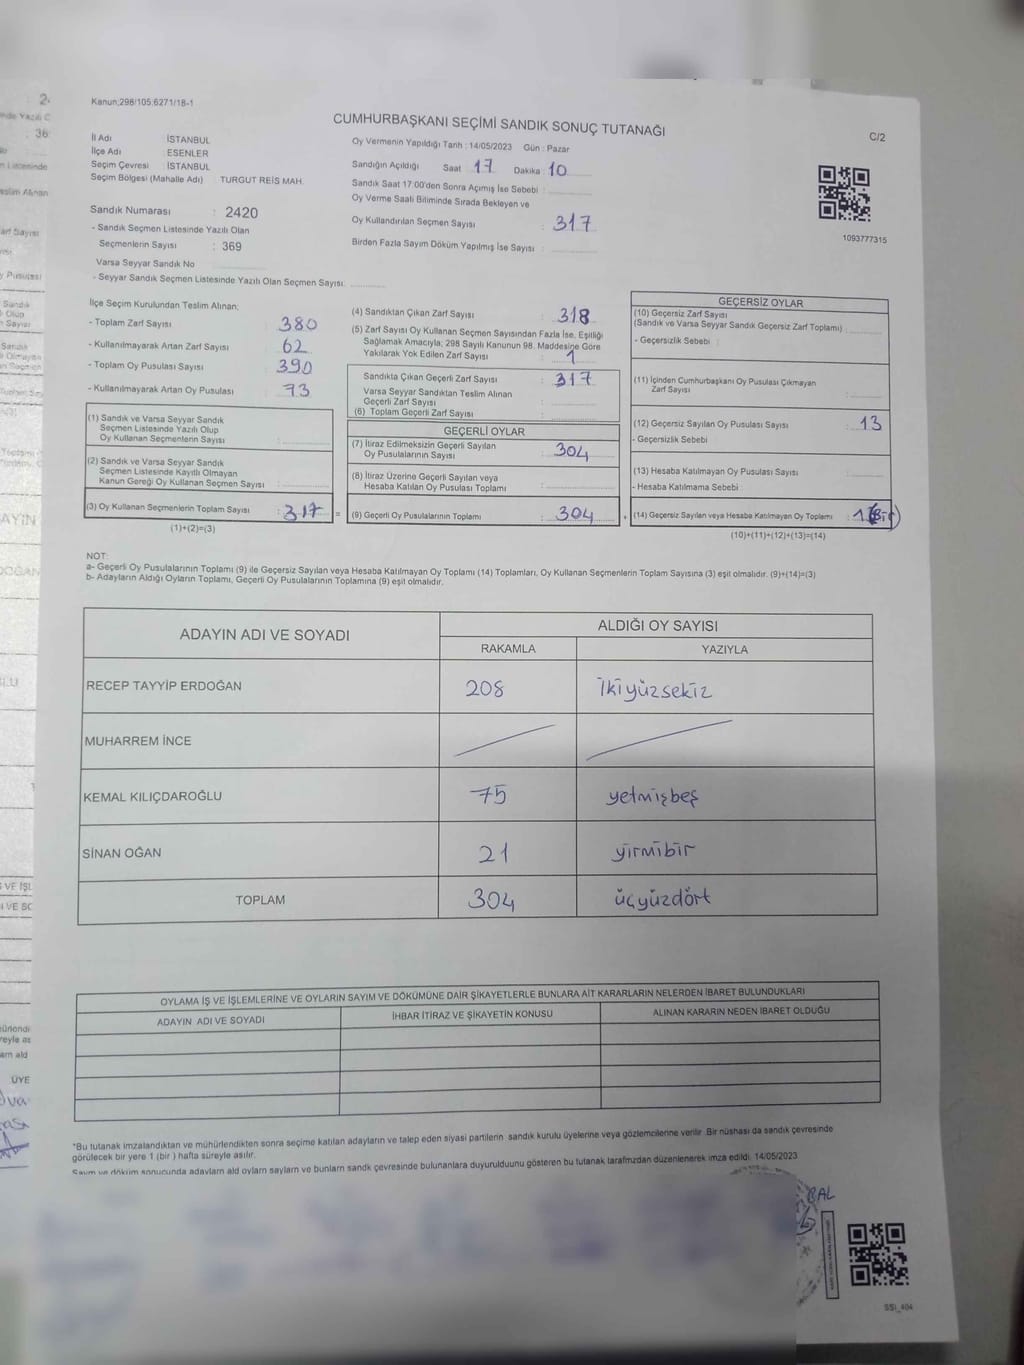 Kanun;298/105;6271/18-1
CUMHURBAŞKANI SEÇİMİ SANDIK SONUÇ TUTANAĞI
C/2
İl Adı İSTANBUL
İlçe Adı : ESENLER
Seçim Çevresi : İSTANBUL
Seçim Bölgesi (Mahalle Adı) TURGUT REİS MAH.
Sandık Numarası : 2420
- Sandık Seçmen Listesinde Yazılı Olan
Seçmenlerin Sayısı : 369
Varsa Seyyar Sandık No
- Seyyar Sandık Seçmen Listesinde Yazılı Olan Seçmen Sayısı:
Oy Vermenin Yapıldığı Tarih : 14/05/2023 Gün : Pazar
Sandığın Açıldığı Saat 17 Dakika 10
Sandık Saat 17:00'den Sonra Açımış İse Sebebi :
Oy Verme Saati Bitiminde Sırada Bekleyen ve
Oy Kullandırılan Seçmen Sayısı : 317
Birden Fazla Sayım Döküm Yapılmış İse Sayısı :
1093777315
İlçe Seçim Kurulundan Teslim Alınan;
- Toplam Zarf Sayısı : 380
- Kullanılmayarak Artan Zarf Sayısı : 62
- Toplam Oy Pusulası Sayısı : 390
- Kullanılmayarak Artan Oy Pusulası : 73
(1) Sandık ve Varsa Seyyar Sandık
Seçmen Listesinde Yazılı Olup
Oy Kullanan Seçmenlerin Sayısı :
(2) Sandık ve Varsa Seyyar Sandık
Seçmen Listesinde Kayıtlı Olmayan
Kanun Gereği Oy Kullanan Seçmen Sayısı :
(3) Oy Kullanan Seçmenlerin Toplam Sayısı : 317
(1)+(2)=(3)
(4) Sandıktan Çıkan Zarf Sayısı : 318
(5) Zarf Sayısı Oy Kullanan Seçmen Sayısından Fazla İse, Eşitliği
Sağlamak Amacıyla; 298 Sayılı Kanunun 98. Maddesine Göre
Yakılarak Yok Edilen Zarf Sayısı : 1
Sandıkta Çıkan Geçerli Zarf Sayısı : 317
Varsa Seyyar Sandıktan Teslim Alınan
Geçerli Zarf Sayısı :
(6) Toplam Geçerli Zarf Sayısı :
GEÇERLİ OYLAR
(7) İtiraz Edilmeksizin Geçerli Sayılan
Oy Pusulalarının Sayısı : 304
(8) İtiraz Üzerine Geçerli Sayılan veya
Hesaba Katılan Oy Pusulası Toplamı :
= (9) Geçerli Oy Pusulalarının Toplamı : 304
GEÇERSİZ OYLAR
(10) Geçersiz Zarf Sayısı
(Sandık ve Varsa Seyyar Sandık Geçersiz Zarf Toplamı) :
- Geçersizlik Sebebi :
(11) İçinden Cumhurbaşkanı Oy Pusulası Çıkmayan
Zarf Sayısı :
(12) Geçersiz Sayılan Oy Pusulası Sayısı : 13
- Geçersizlik Sebebi
(13) Hesaba Katılmayan Oy Pusulası Sayısı :
- Hesaba Katılmama Sebebi
+ (14) Geçersiz Sayılan veya Hesaba Katılmayan Oy Toplamı :
(10)+(11)+(12)+(13)=(14)
NOT:
a- Geçerli Oy Pusulalarının Toplamı (9) ile Geçersiz Sayılan veya Hesaba Katılmayan Oy Toplamı (14) Toplamları, Oy Kullanan Seçmenlerin Toplam Sayısına (3) eşit olmalıdır. (9)+(14)=(3)
b- Adayların Aldığı Oyların Toplamı, Geçerli Oy Pusulalarının Toplamına (9) eşit olmalıdır.
ADAYIN ADI VE SOYADI
ALDIĞI OY SAYISI
RAKAMLA YAZIYLA
RECEP TAYYİP ERDOĞAN 208 ikiyüzsekiz
MUHARREM İNCE
KEMAL KILIÇDAROĞLU 75 yetmişbeş
SİNAN OĞAN 21 yirmibir
TOPLAM 304 üçyüzdört
OYLAMA İŞ VE İŞLEMLERİNE VE OYLARIN SAYIM VE DÖKÜMÜNE DAİR ŞİKAYETLERLE BUNLARA AİT KARARLARIN NELERDEN İBARET BULUNDUKLARI
ADAYIN ADI VE SOYADI İHBAR İTİRAZ VE ŞİKAYETİN KONUSU ALINAN KARARIN NEDEN İBARET OLDUĞU
*Bu tutanak imzalandıktan ve mühürlendikten sonra seçime katılan adayların ve talep eden siyasi partilerin sandık kurulu üyelerine veya gözlemcilerine verilir. Bir nüshası da sandık çevresinde
görülecek bir yere 1 (bir ) hafta süreyle asılır.
Sayım ve döküm sonucunda adayların ald oyların sayların ve bunların sandk çevresinde bulunanlara duyurulduunu gösteren bu tutanak tarafmzdan düzenlenerek imza edildi. 14/05/2023
BAL
SSI_404